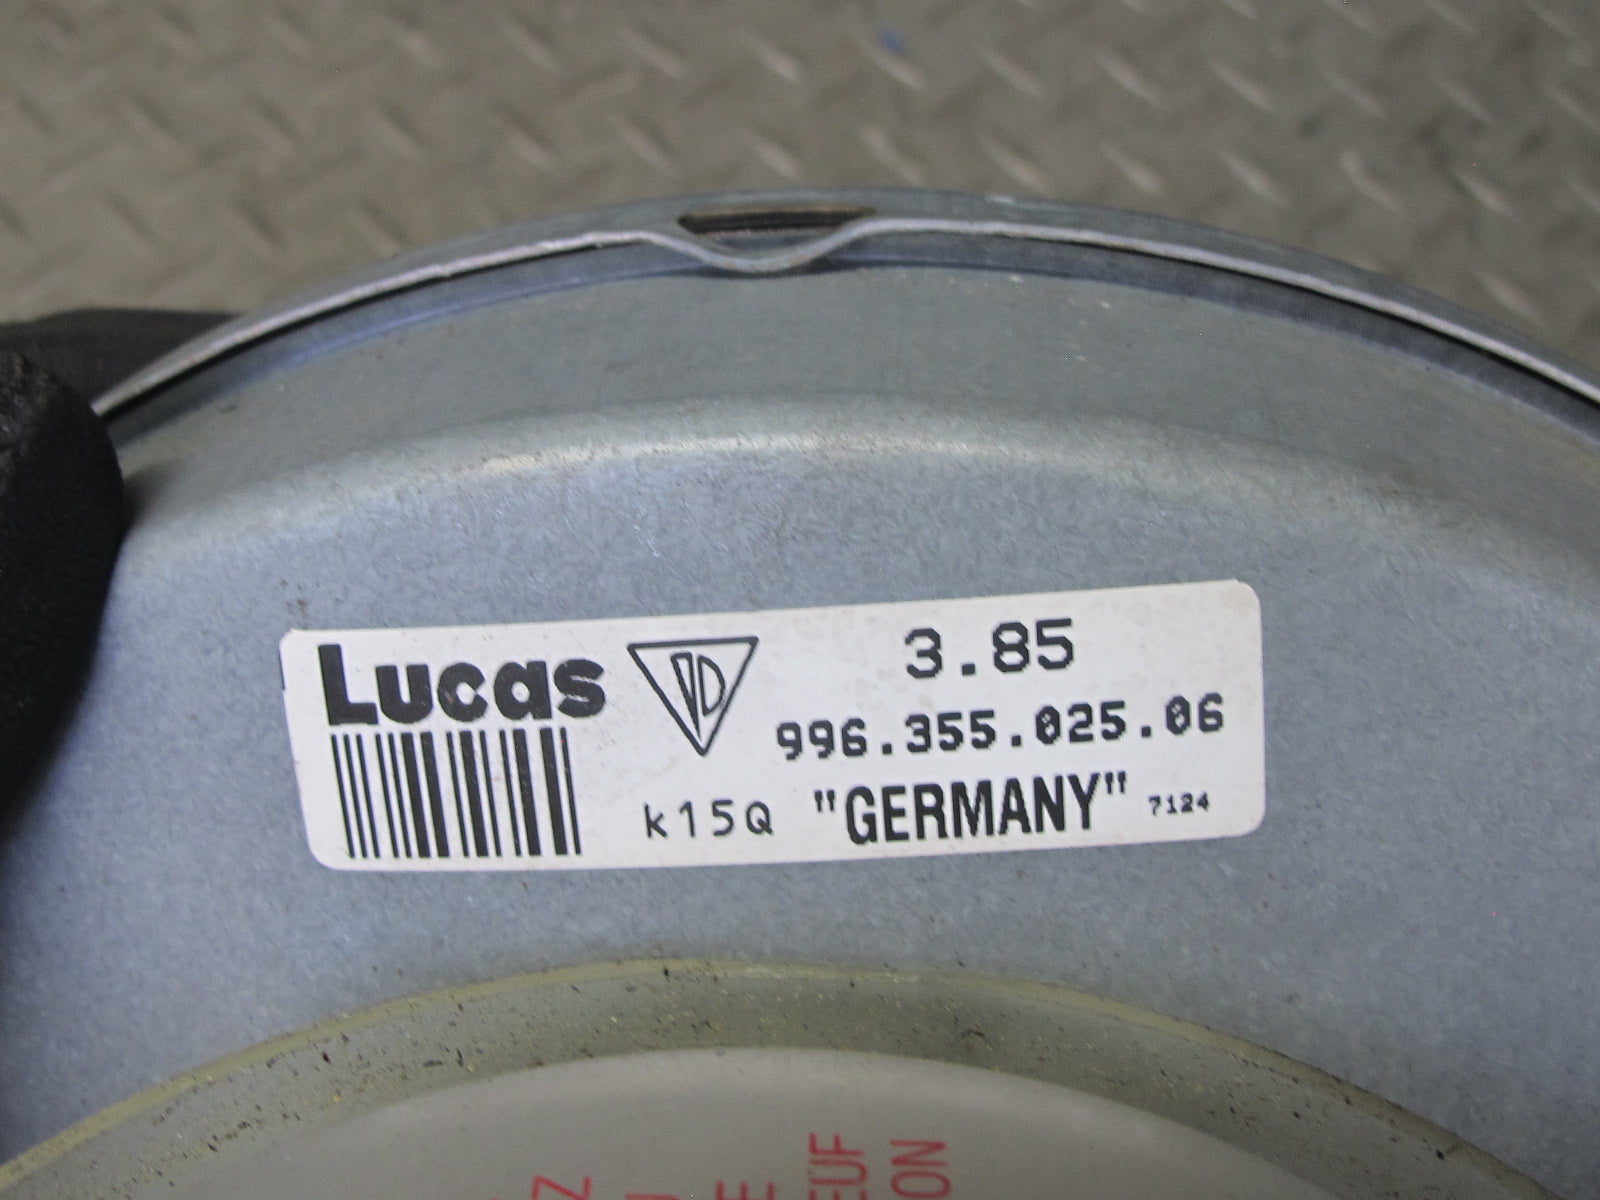 Lucas
3.85
996.355.025.06
k15Q "GERMANY" 7124